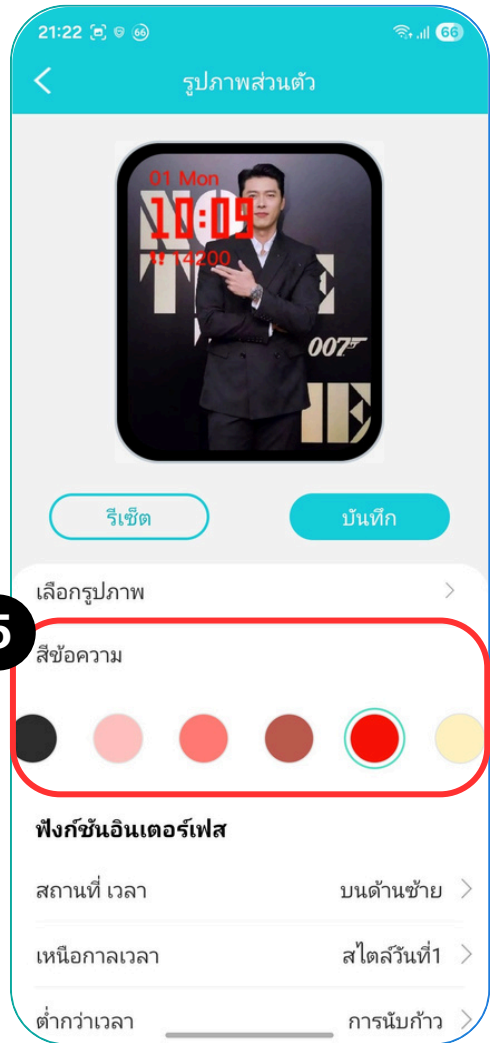 21:22 66 66
รูปภาพส่วนตัว
01 Mon
10:09
14200
NO
TIME
007
IE
รีเซ็ต บันทึก
เลือกรูปภาพ
5
สีข้อความ
ฟังก์ชันอินเตอร์เฟส
สถานที่ เวลา บนด้านซ้าย
เหนือกาลเวลา สไตล์วันที่1
ต่ำกว่าเวลา การนับก้าว